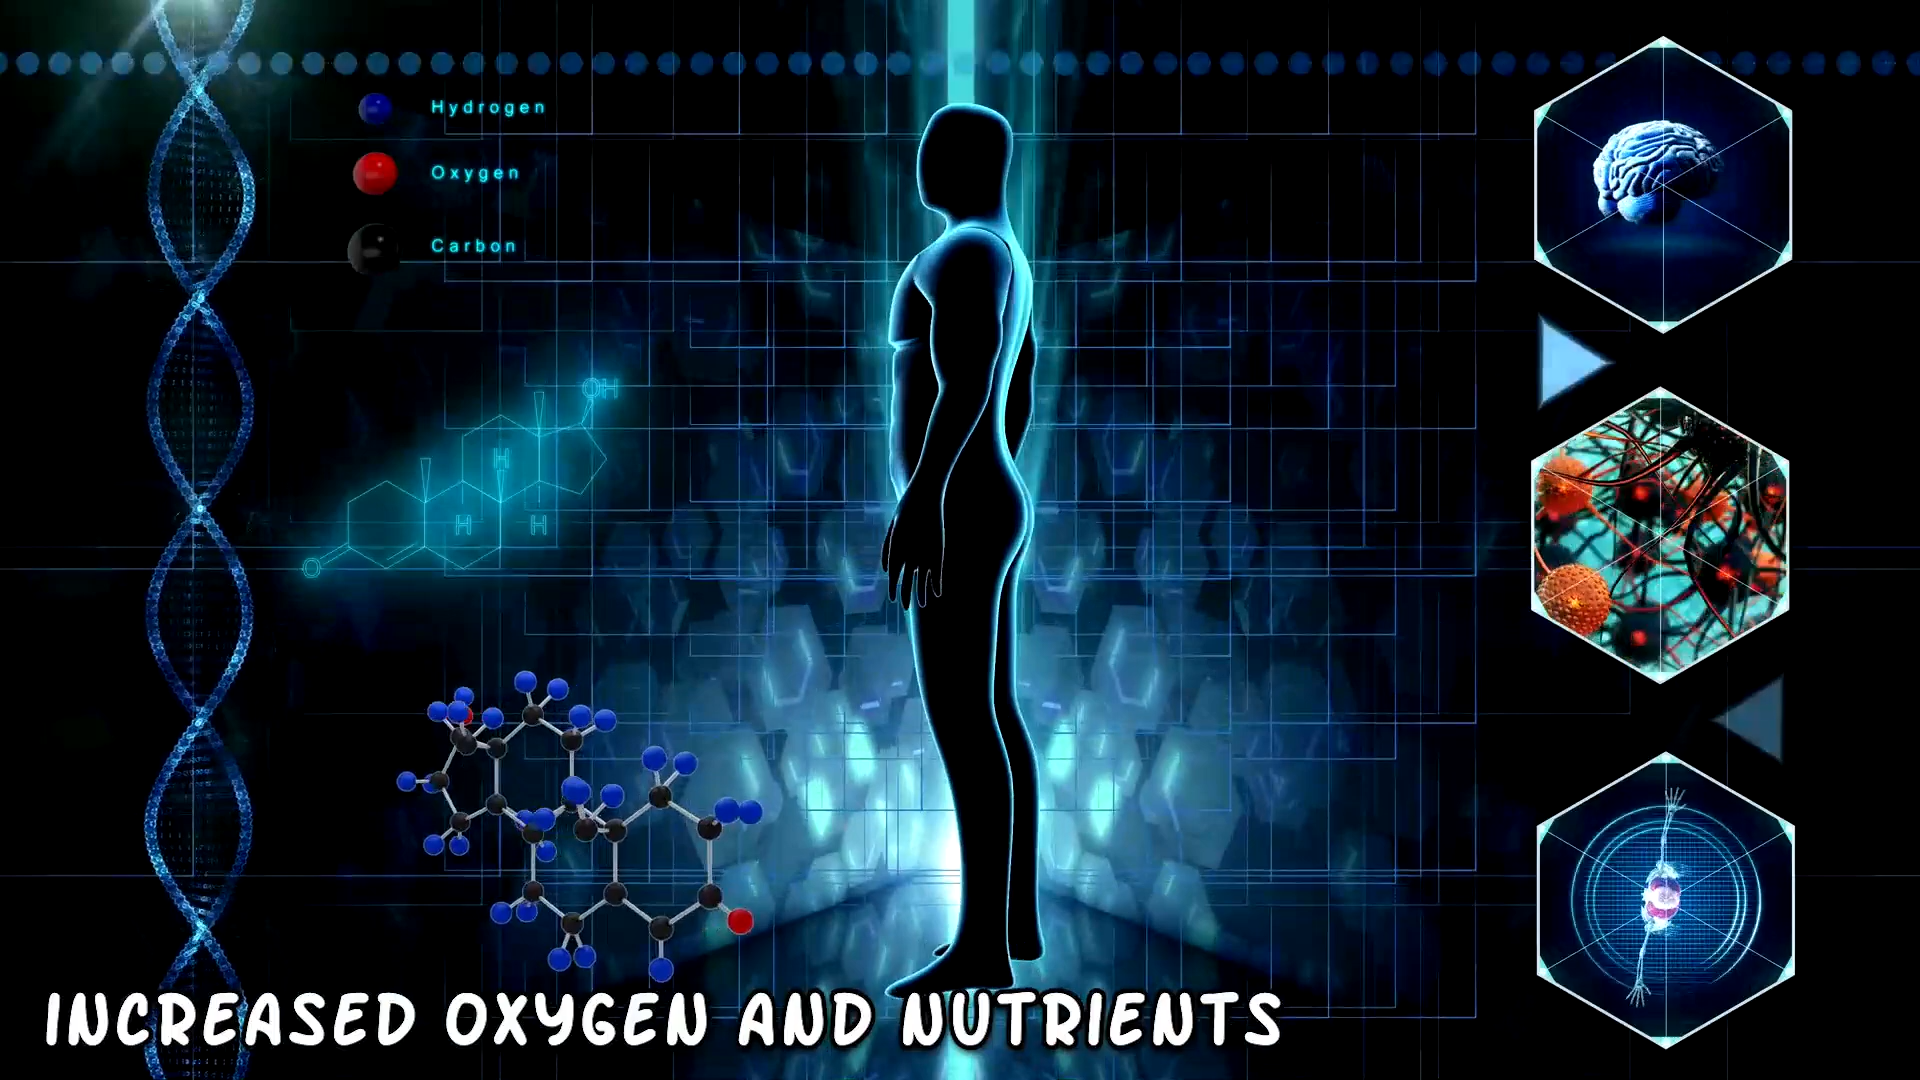 Hydrogen
Oxygen
Carbon
OH
H
H H
O
INCREASED OXYGEN AND NUTRIENTS